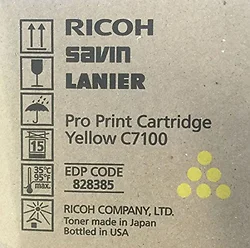 RICOH
savin
LANIER
Pro Print Cartridge
Yellow C7100
15
35°C
95°F
max.
EDP CODE
828385
RICOH COMPANY, LTD.
Toner made in Japan
Bottled in USA